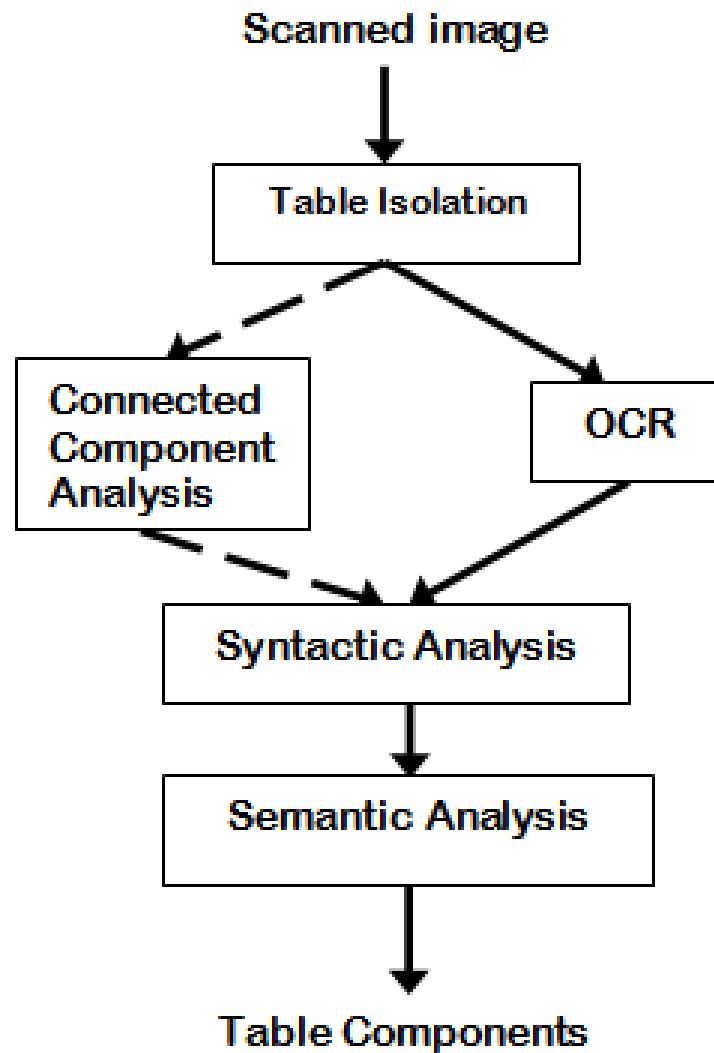 Scanned image
Table Isolation
Connected
Component
Analysis
OCR
Syntactic Analysis
Semantic Analysis
Table Components